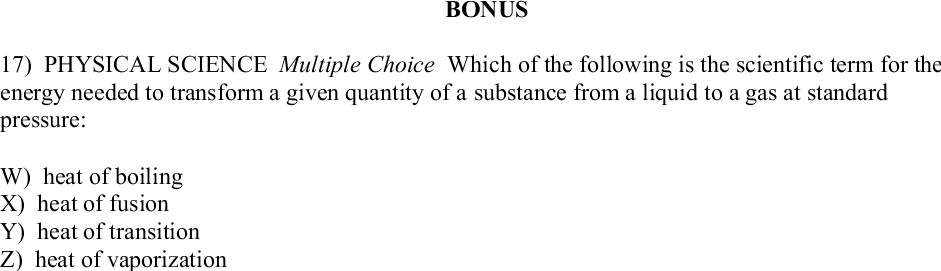 BONUS
17) PHYSICAL SCIENCE Multiple Choice Which of the following is the scientific term for the
energy needed to transform a given quantity of a substance from a liquid to a gas at standard
pressure:
W) heat of boiling
X) heat of fusion
Y) heat of transition
Z) heat of vaporization